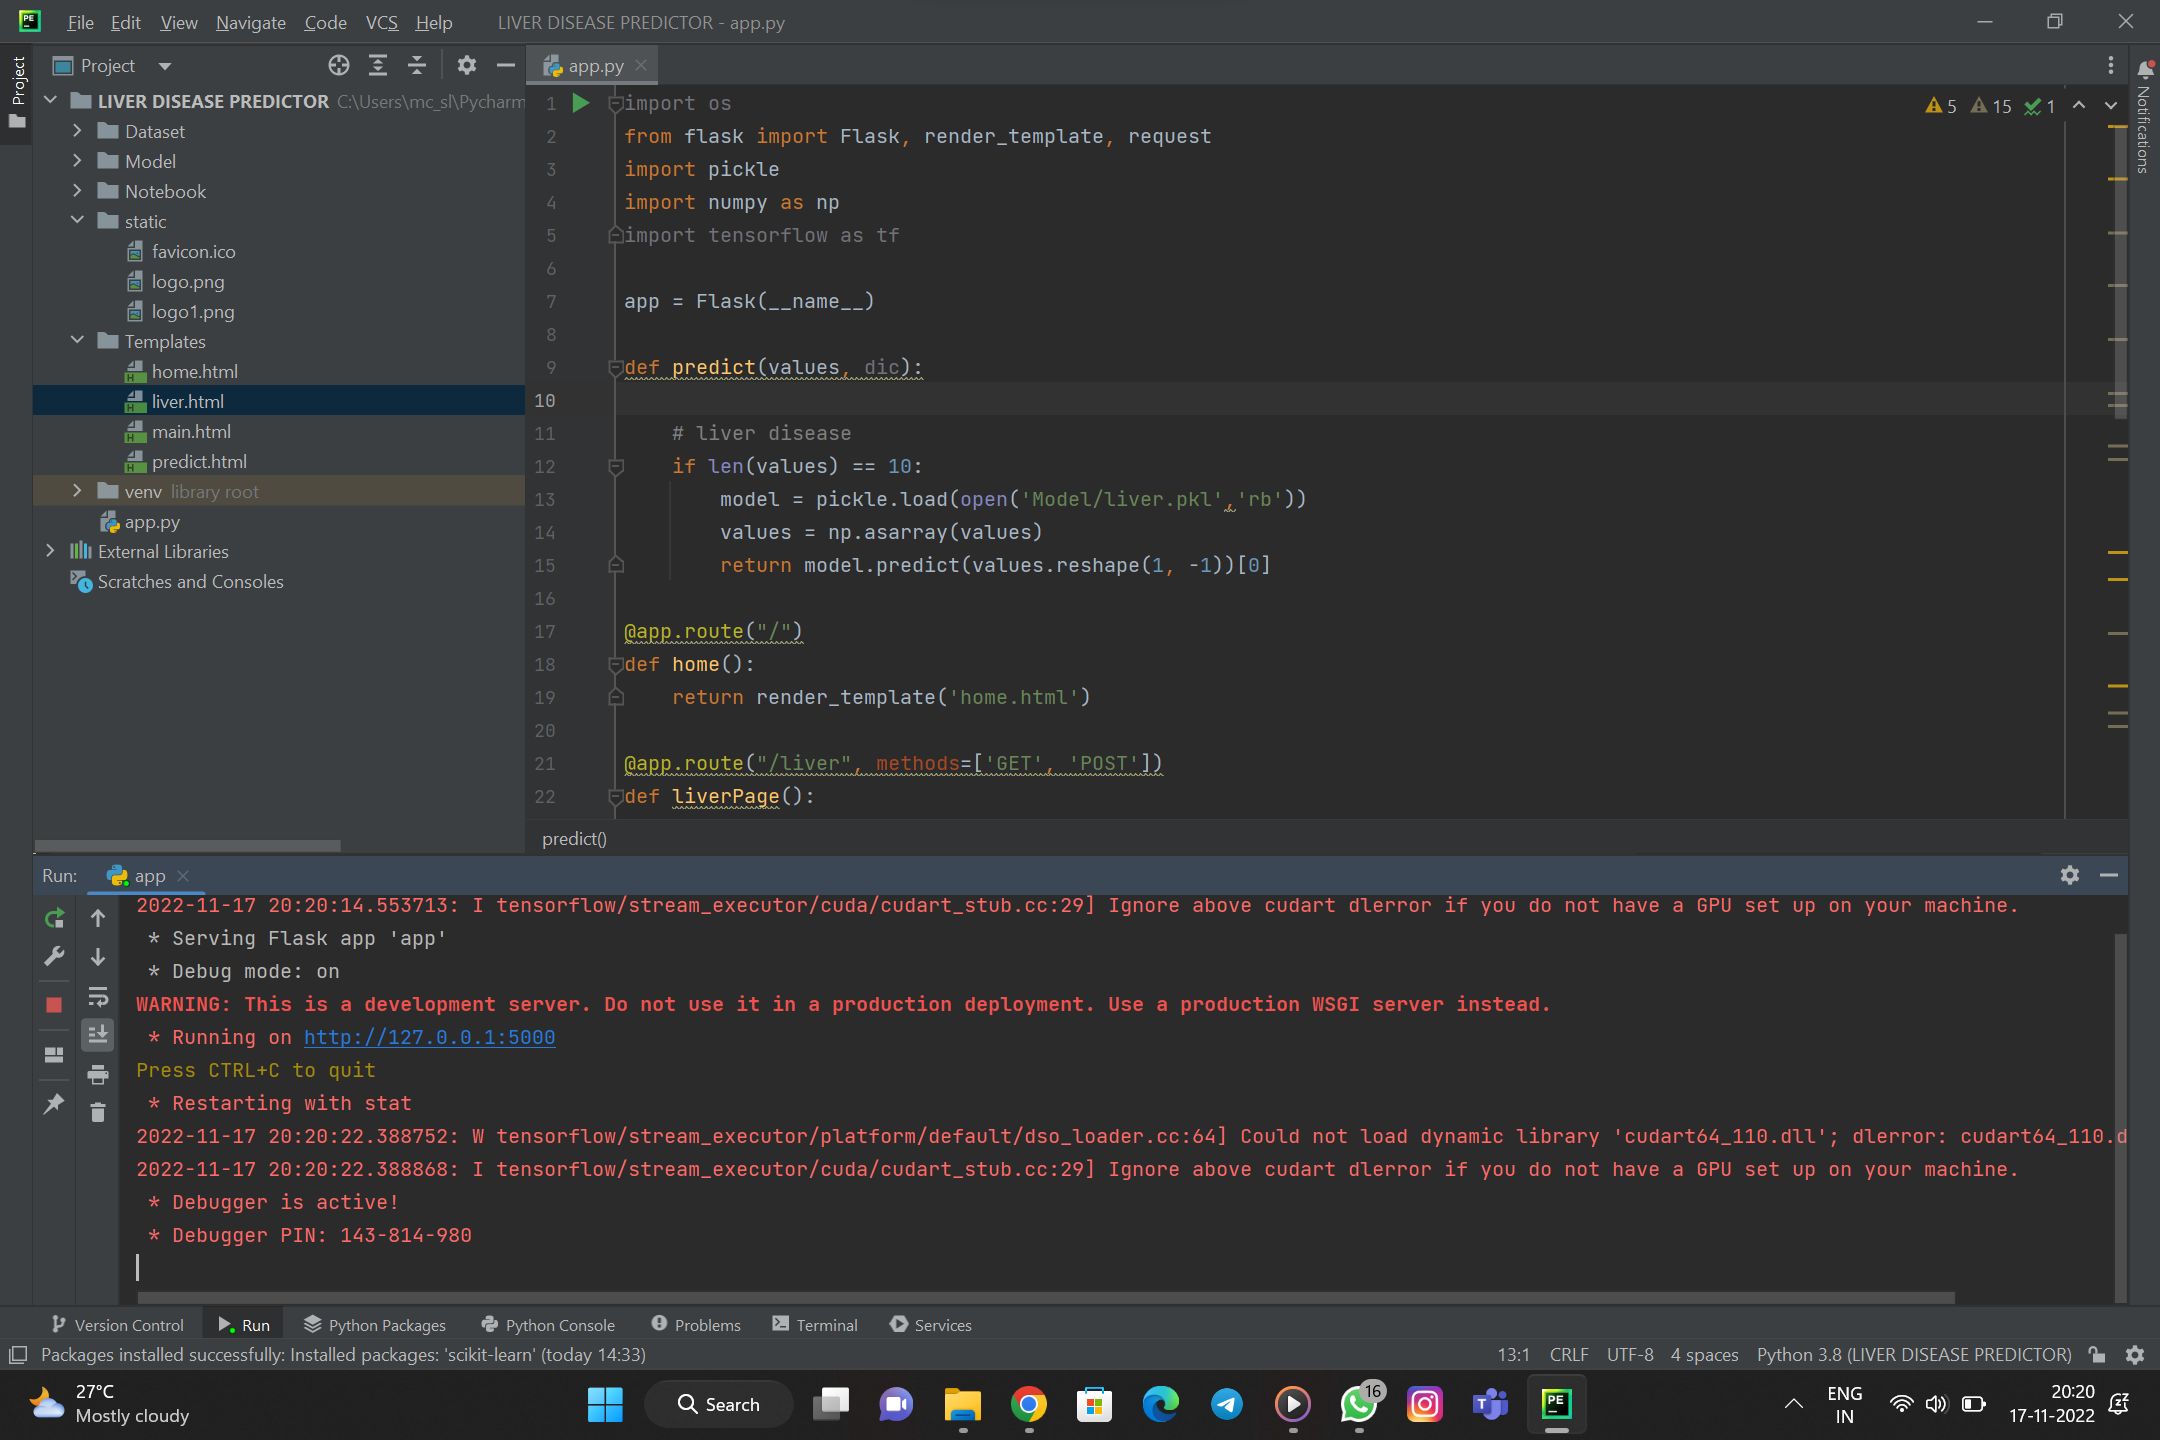 File Edit View Navigate Code VCS Help LIVER DISEASE PREDICTOR - app.py
Project
Project
LIVER DISEASE PREDICTOR C:\Users\mc_sl\Pycharm
Dataset
Model
Notebook
static
favicon.ico
logo.png
logo1.png
Templates
home.html
liver.html
main.html
predict.html
venv library root
app.py
External Libraries
Scratches and Consoles
app.py
5 15 1
Notifications
1 import os
2 from flask import Flask, render_template, request
3 import pickle
4 import numpy as np
5 import tensorflow as tf
6
7 app = Flask(__name__)
8
9 def predict(values, dic):
10
11 # liver disease
12 if len(values) == 10:
13 model = pickle.load(open('Model/liver.pkl','rb'))
14 values = np.asarray(values)
15 return model.predict(values.reshape(1, -1))[0]
16
17 @app.route("/")
18 def home():
19 return render_template('home.html')
20
21 @app.route("/liver", methods=['GET', 'POST'])
22 def liverPage():
predict()
Run: app
2022-11-17 20:20:14.553713: I tensorflow/stream_executor/cuda/cudart_stub.cc:29] Ignore above cudart dlerror if you do not have a GPU set up on your machine.
* Serving Flask app 'app'
* Debug mode: on
WARNING: This is a development server. Do not use it in a production deployment. Use a production WSGI server instead.
* Running on http://127.0.0.1:5000
Press CTRL+C to quit
* Restarting with stat
2022-11-17 20:20:22.388752: W tensorflow/stream_executor/platform/default/dso_loader.cc:64] Could not load dynamic library 'cudart64_110.dll'; dlerror: cudart64_110.d
2022-11-17 20:20:22.388868: I tensorflow/stream_executor/cuda/cudart_stub.cc:29] Ignore above cudart dlerror if you do not have a GPU set up on your machine.
* Debugger is active!
* Debugger PIN: 143-814-980
Version Control Run Python Packages Python Console Problems Terminal Services
Packages installed successfully: Installed packages: 'scikit-learn' (today 14:33) 13:1 CRLF UTF-8 4 spaces Python 3.8 (LIVER DISEASE PREDICTOR)
27°C
Mostly cloudy
Search
16
ENG
IN
20:20
17-11-2022